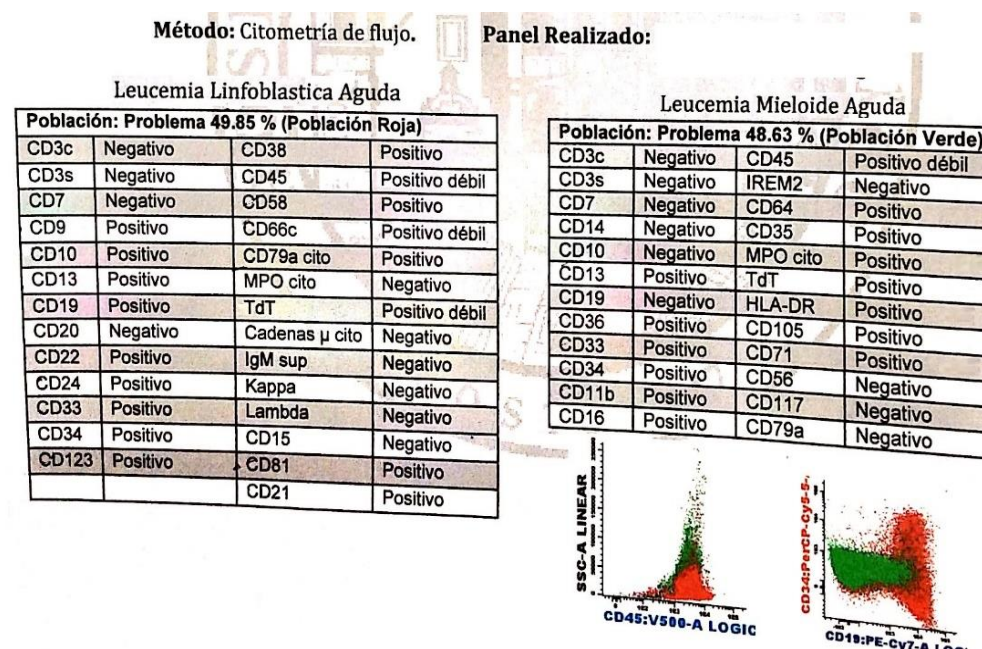 Método: Citometría de flujo. Panel Realizado:
Leucemia Linfoblastica Aguda
Población: Problema 49.85 % (Población Roja)
CD3c Negativo CD38 Positivo
CD3s Negativo CD45 Positivo débil
CD7 Negativo CD58 Positivo
CD9 Positivo CD66c Positivo débil
CD10 Positivo CD79a cito Positivo
CD13 Positivo MPO cito Negativo
CD19 Positivo TdT Positivo débil
CD20 Negativo Cadenas µ cito Negativo
CD22 Positivo IgM sup Negativo
CD24 Positivo Kappa Negativo
CD33 Positivo Lambda Negativo
CD34 Positivo CD15 Negativo
CD123 Positivo CD81 Positivo
CD21 Positivo
Leucemia Mieloide Aguda
Población: Problema 48.63 % (Población Verde)
CD3c Negativo CD45 Positivo débil
CD3s Negativo IREM2 Negativo
CD7 Negativo CD64 Positivo
CD14 Negativo CD35 Positivo
CD10 Negativo MPO cito Positivo
CD13 Positivo TdT Positivo
CD19 Negativo HLA-DR Positivo
CD36 Positivo CD105 Positivo
CD33 Positivo CD71 Positivo
CD34 Positivo CD56 Negativo
CD11b Positivo CD117 Negativo
CD16 Positivo CD79a Negativo
SSC-A LINEAR
CD45:V500-A LOGIC
CD34:PerCP-Cy5-5-
CD19:PE-Cy7-A